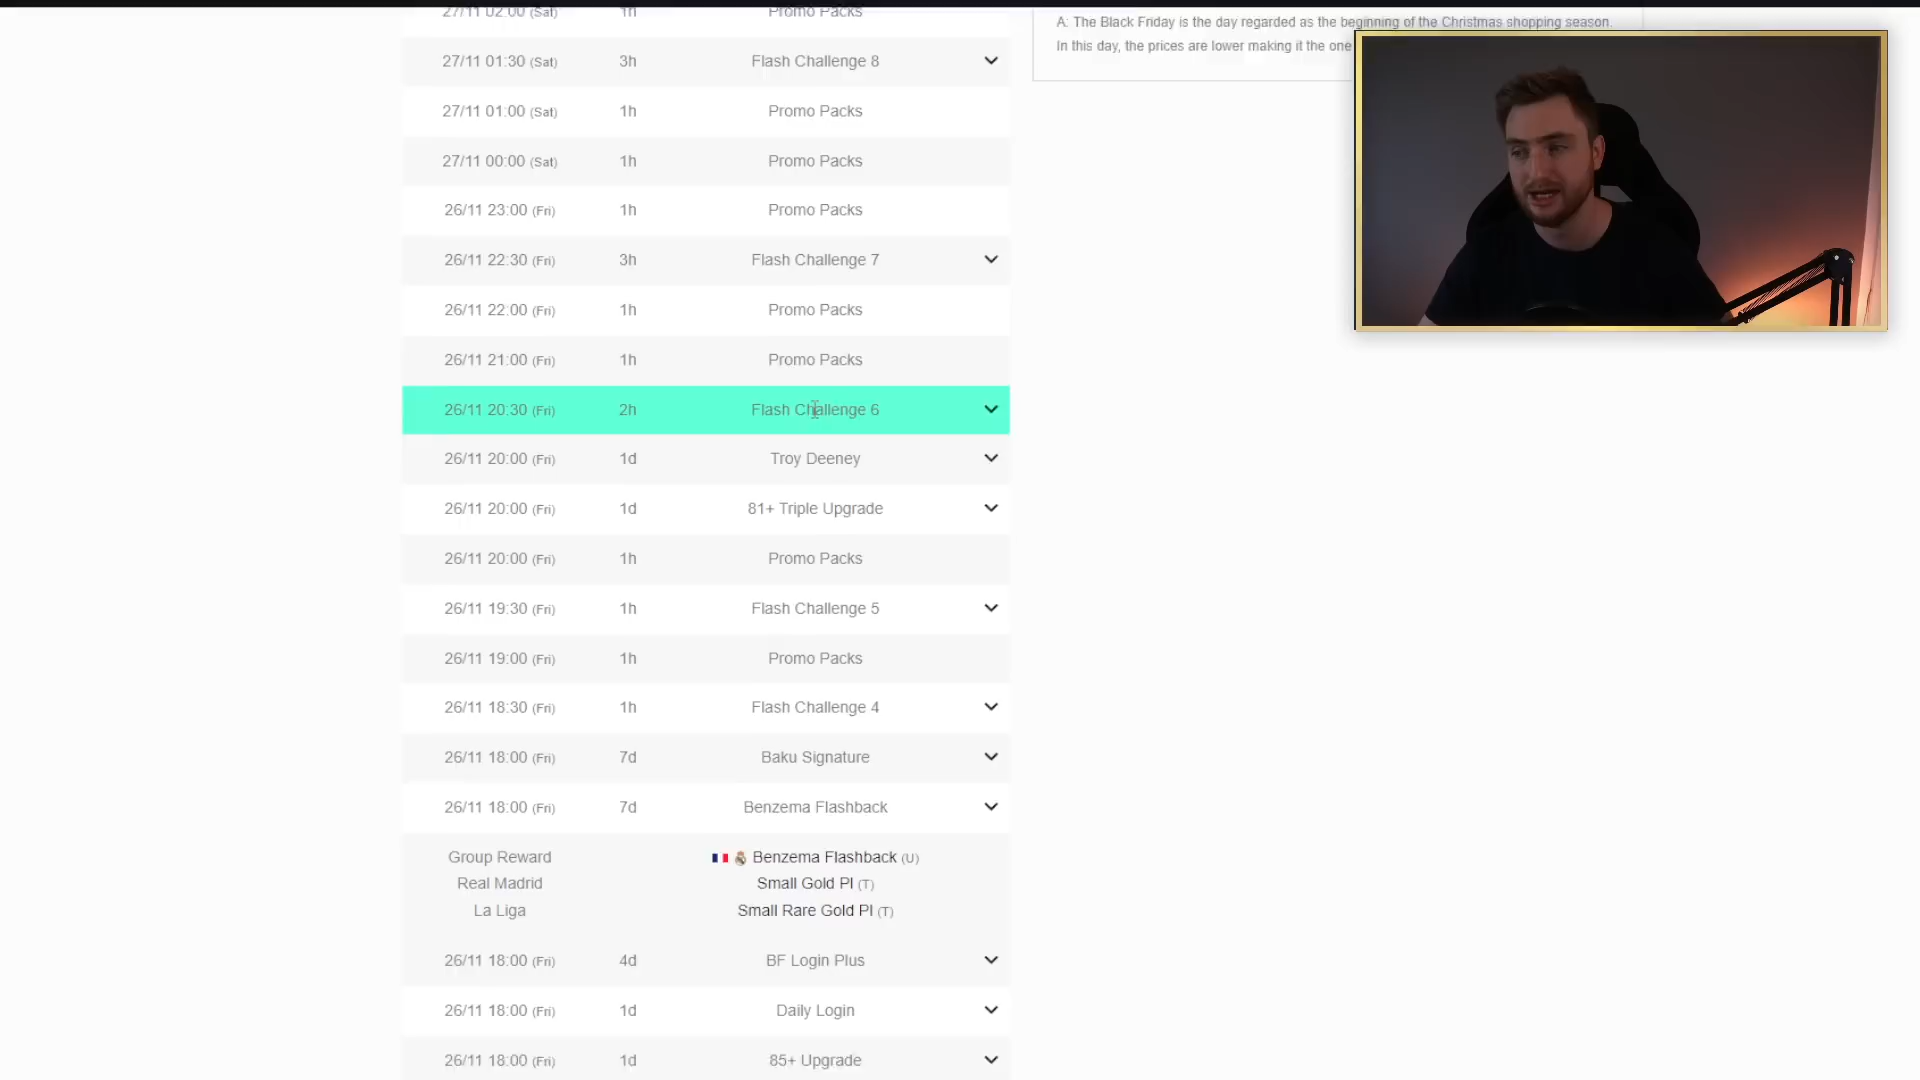 27/11 02:00 (Sat) 1h Promo Packs
27/11 01:30 (Sat) 3h Flash Challenge 8
27/11 01:00 (Sat) 1h Promo Packs
27/11 00:00 (Sat) 1h Promo Packs
26/11 23:00 (Fri) 1h Promo Packs
26/11 22:30 (Fri) 3h Flash Challenge 7
26/11 22:00 (Fri) 1h Promo Packs
26/11 21:00 (Fri) 1h Promo Packs
26/11 20:30 (Fri) 2h Flash Challenge 6
26/11 20:00 (Fri) 1d Troy Deeney
26/11 20:00 (Fri) 1d 81+ Triple Upgrade
26/11 20:00 (Fri) 1h Promo Packs
26/11 19:30 (Fri) 1h Flash Challenge 5
26/11 19:00 (Fri) 1h Promo Packs
26/11 18:30 (Fri) 1h Flash Challenge 4
26/11 18:00 (Fri) 7d Baku Signature
26/11 18:00 (Fri) 7d Benzema Flashback
Group Reward Benzema Flashback (U)
Real Madrid Small Gold Pl (T)
La Liga Small Rare Gold Pl (T)
26/11 18:00 (Fri) 4d BF Login Plus
26/11 18:00 (Fri) 1d Daily Login
26/11 18:00 (Fri) 1d 85+ Upgrade
A: The Black Friday is the day regarded as the beginning of the Christmas shopping season.
In this day, the prices are lower making it the one